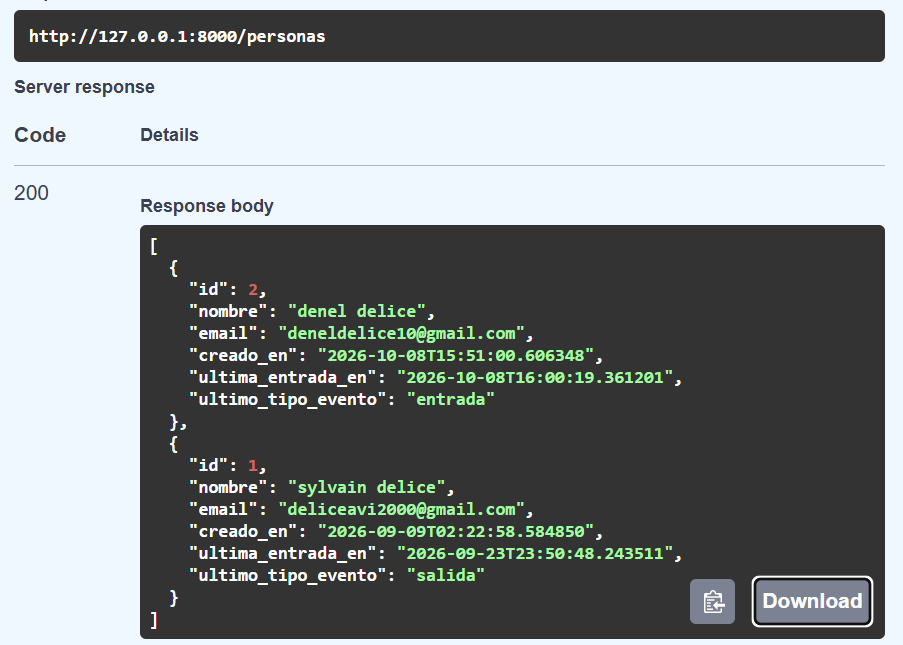 http://127.0.0.1:8000/personas
Server response
Code Details
200
Response body
[
  {
    "id": 2,
    "nombre": "denel delice",
    "email": "deneldelice10@gmail.com",
    "creado_en": "2026-10-08T15:51:00.606348",
    "ultima_entrada_en": "2026-10-08T16:00:19.361201",
    "ultimo_tipo_evento": "entrada"
  },
  {
    "id": 1,
    "nombre": "sylvain delice",
    "email": "deliceavi2000@gmail.com",
    "creado_en": "2026-09-09T02:22:58.584850",
    "ultima_entrada_en": "2026-09-23T23:50:48.243511",
    "ultimo_tipo_evento": "salida"
  }
]
Download